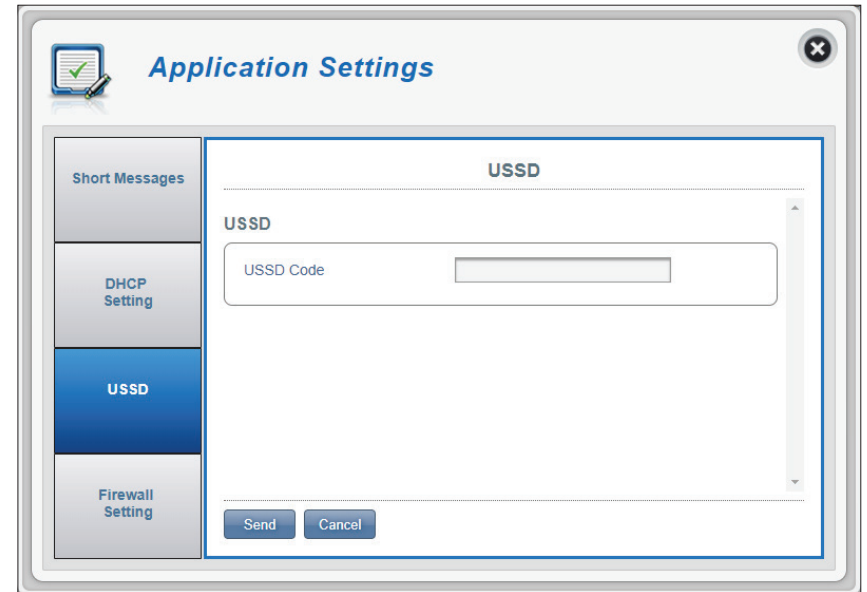 Application Settings
Short Messages
DHCP
Setting
USSD
Firewall
Setting
USSD
USSD
USSD Code
Send
Cancel